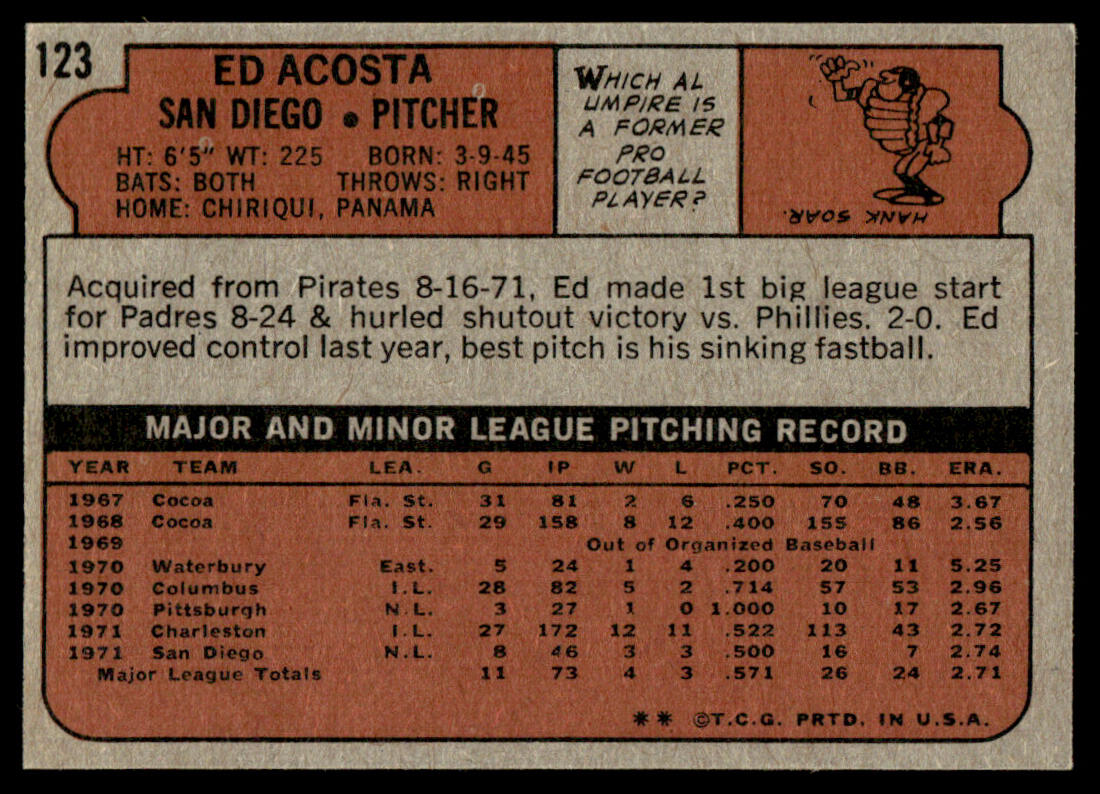 123
ED ACOSTA
SAN DIEGO • PITCHER
HT: 6'5" WT: 225 BORN: 3-9-45
BATS: BOTH THROWS: RIGHT
HOME: CHIRIQUI, PANAMA
WHICH AL
UMPIRE IS
A FORMER
PRO
FOOTBALL
PLAYER?
HANK SOAR.
Acquired from Pirates 8-16-71, Ed made 1st big league start
for Padres 8-24 & hurled shutout victory vs. Phillies. 2-0. Ed
improved control last year, best pitch is his sinking fastball.
MAJOR AND MINOR LEAGUE PITCHING RECORD
YEAR TEAM LEA. G IP W L PCT. SO. BB. ERA.
1967 Cocoa Fla. St. 31 81 2 6 .250 70 48 3.67
1968 Cocoa Fla. St. 29 158 8 12 .400 155 86 2.56
1969 Out of Organized Baseball
1970 Waterbury East. 5 24 1 4 .200 20 11 5.25
1970 Columbus I.L. 28 82 5 2 .714 57 53 2.96
1970 Pittsburgh N.L. 3 27 1 0 1.000 10 17 2.67
1971 Charleston I.L. 27 172 12 11 .522 113 43 2.72
1971 San Diego N.L. 8 46 3 3 .500 16 7 2.74
Major League Totals 11 73 4 3 .571 26 24 2.71
** ©T.C.G. PRTD. IN U.S.A.